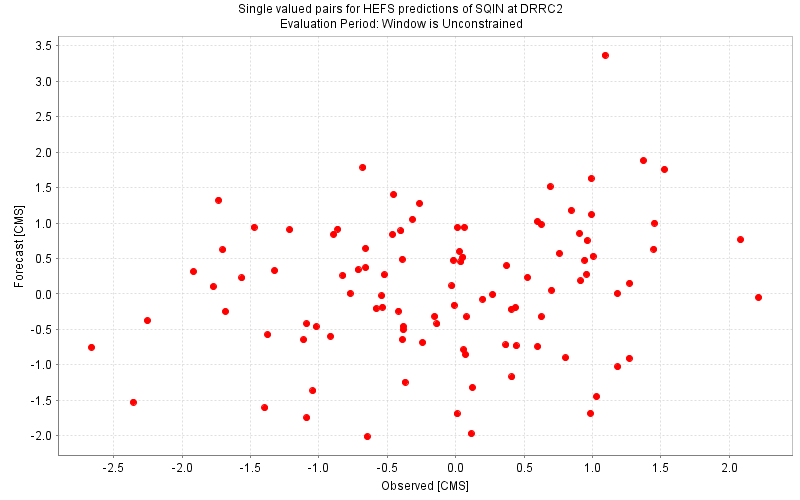 Single valued pairs for HEFS predictions of SQIN at DRRC2
Evaluation Period: Window is Unconstrained
Forecast [CMS]
3.5
3.0
2.5
2.0
1.5
1.0
0.5
0.0
-0.5
-1.0
-1.5
-2.0
-2.5 -2.0 -1.5 -1.0 -0.5 0.0 0.5 1.0 1.5 2.0
Observed [CMS]